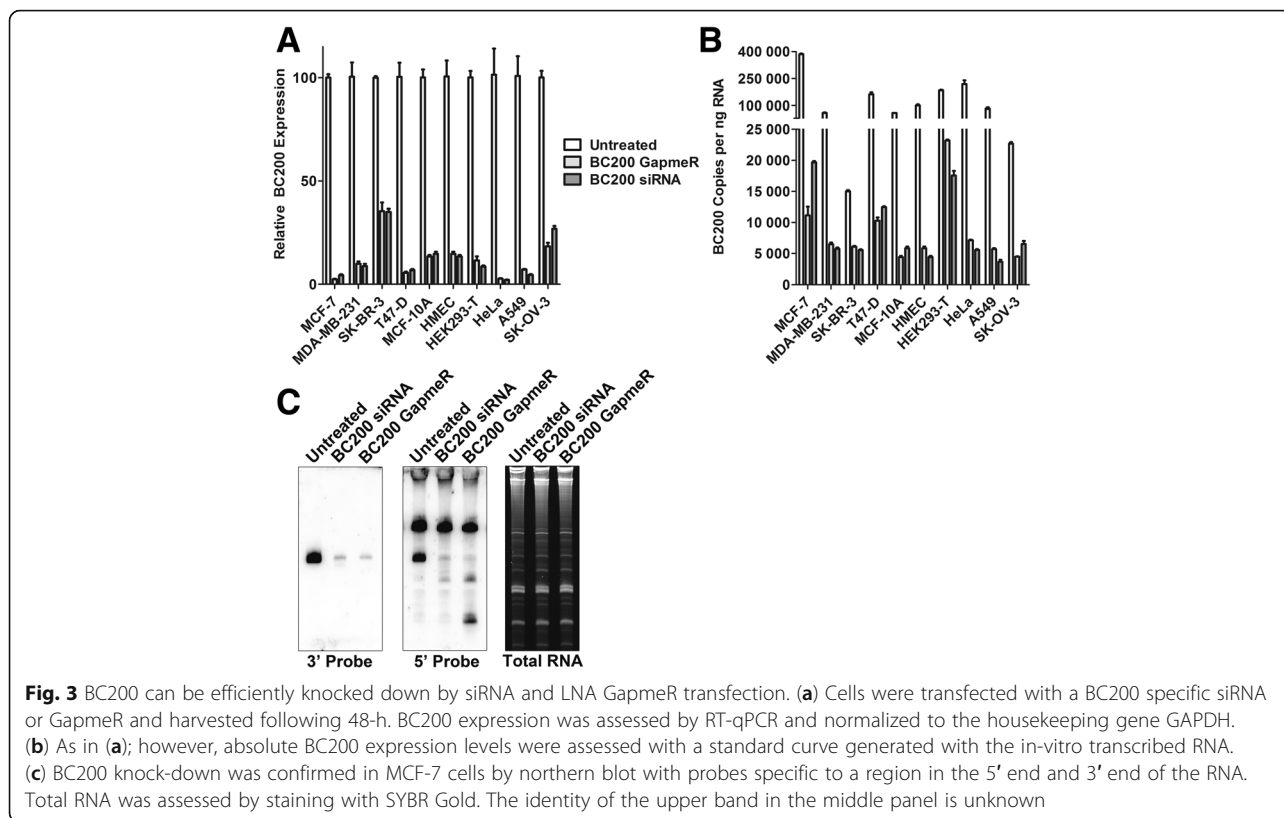 A
Relative BC200 Expression
100
50
0
MCF-7
MDA-MB-231
SK-BR-3
T47-D
MCF-10A
HMEC
HEK293-T
HeLa
A549
SK-OV-3
Untreated
BC200 GapmeR
BC200 siRNA
B
BC200 Copies per ng RNA
400 000
250 000
100 000
25 000
20 000
15 000
10 000
5 000
0
MCF-7
MDA-MB-231
SK-BR-3
T47-D
MCF-10A
HMEC
HEK293-T
HeLa
A549
SK-OV-3
C
Untreated
BC200 siRNA
BC200 GapmeR
Untreated
BC200 siRNA
BC200 GapmeR
Untreated
BC200 siRNA
BC200 GapmeR
3' Probe
5' Probe
Total RNA
Fig. 3 BC200 can be efficiently knocked down by siRNA and LNA GapmeR transfection. (a) Cells were transfected with a BC200 specific siRNA
or GapmeR and harvested following 48-h. BC200 expression was assessed by RT-qPCR and normalized to the housekeeping gene GAPDH.
(b) As in (a); however, absolute BC200 expression levels were assessed with a standard curve generated with the in-vitro transcribed RNA.
(c) BC200 knock-down was confirmed in MCF-7 cells by northern blot with probes specific to a region in the 5′ end and 3′ end of the RNA.
Total RNA was assessed by staining with SYBR Gold. The identity of the upper band in the middle panel is unknown